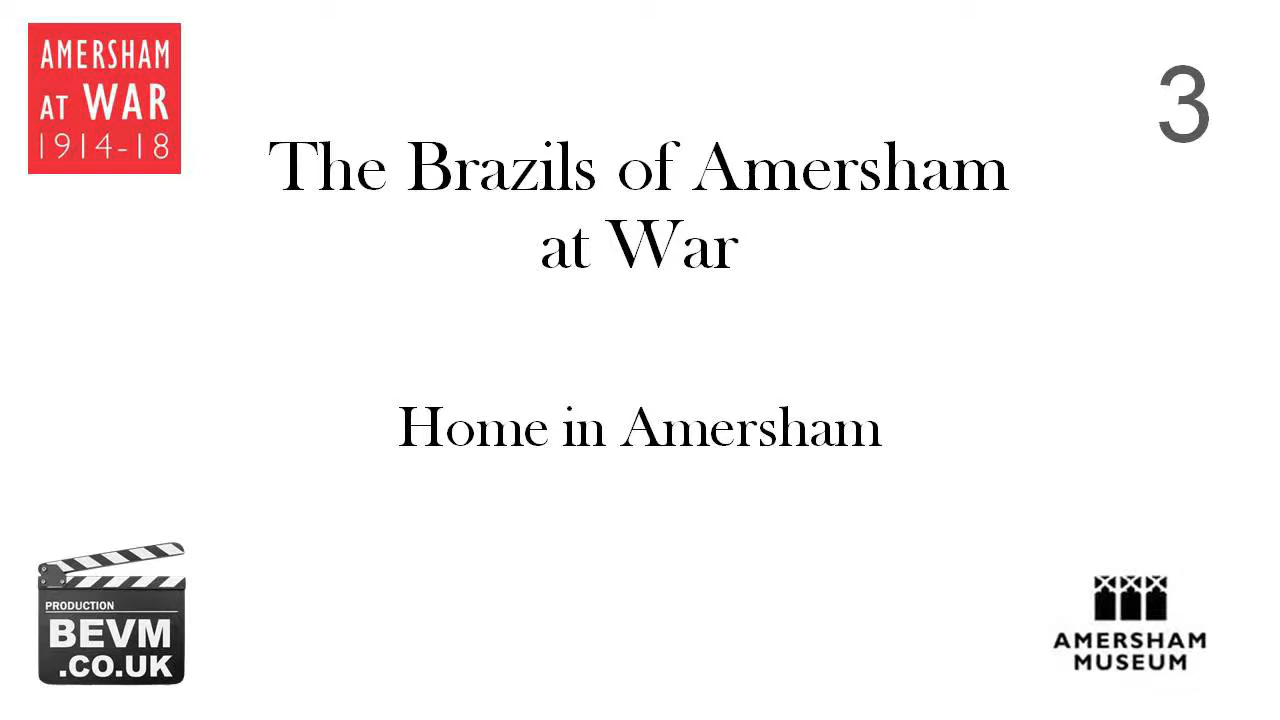 AMERSHAM
AT WAR
1914-18
3
The Brazils of Amersham
at War
Home in Amersham
PRODUCTION
BEVM
.CO.UK
AMERSHAM
MUSEUM